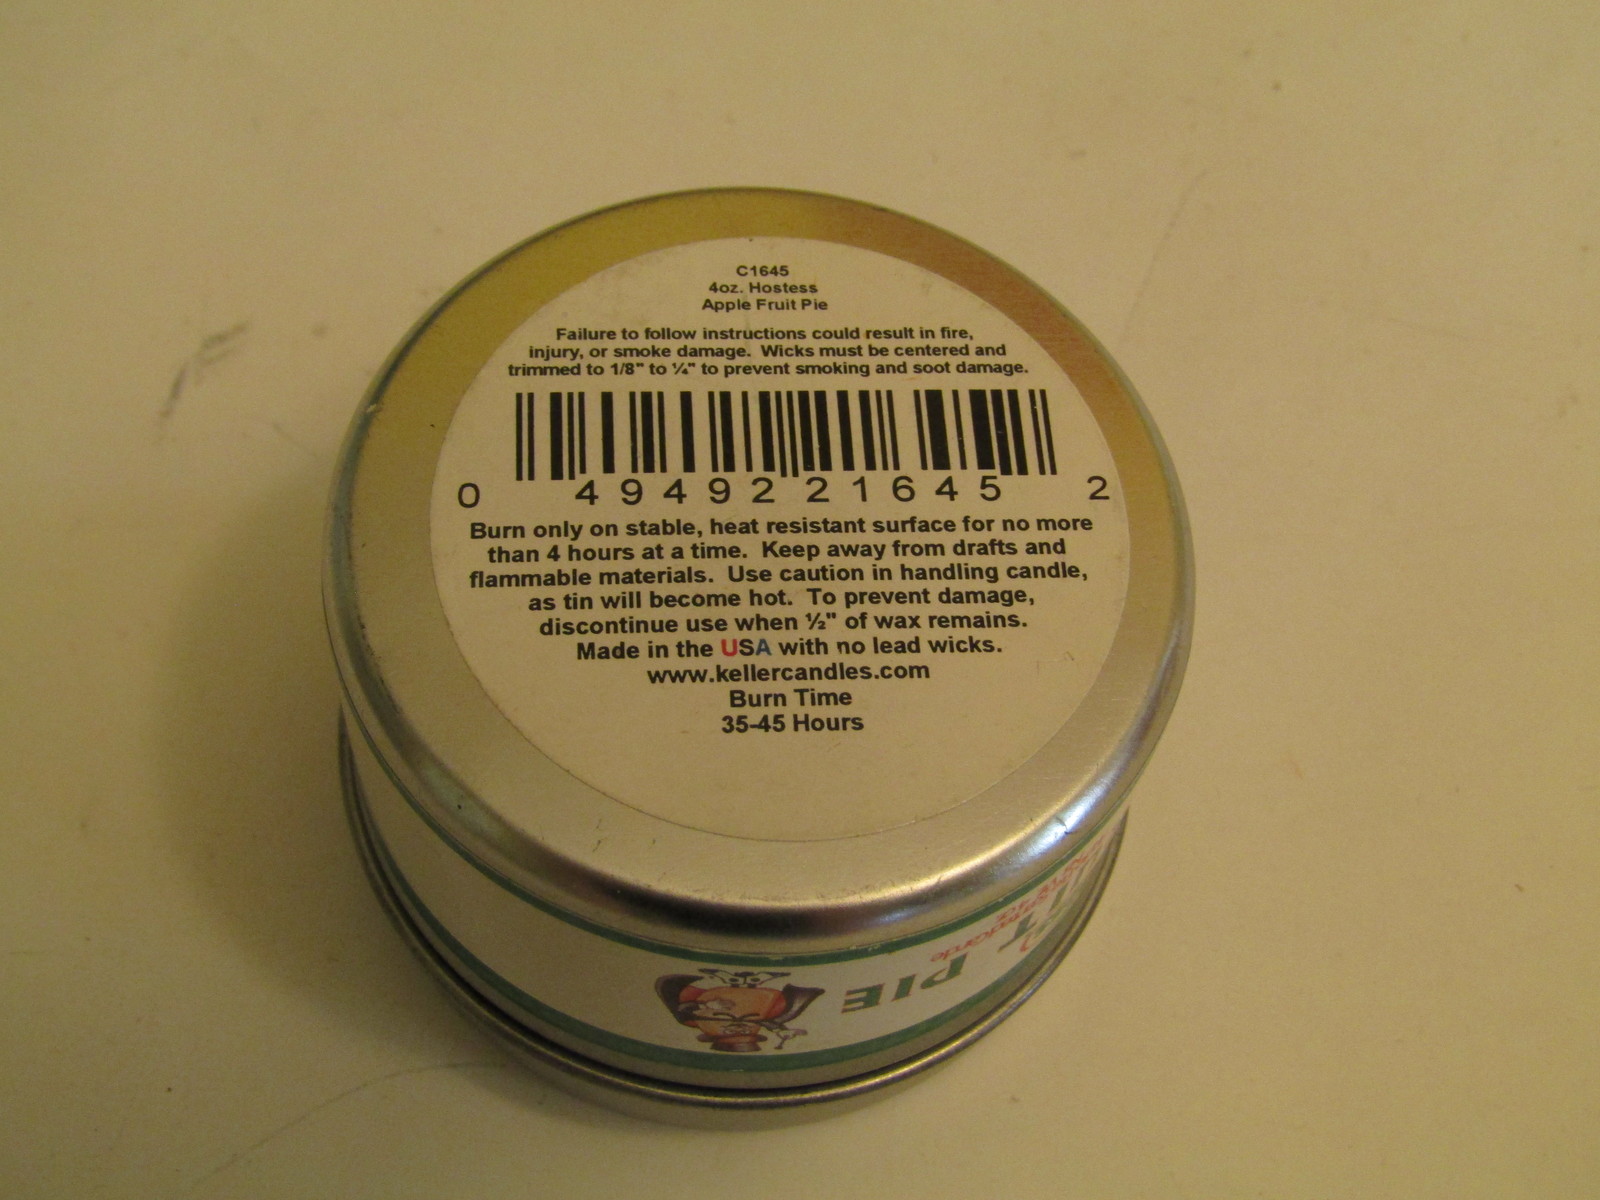 C1645
4oz. Hostess
Apple Fruit Pie
Failure to follow instructions could result in fire,
injury, or smoke damage.  Wicks must be centered and
trimmed to 1/8" to ¼" to prevent smoking and soot damage.
0 49492 21645 2
Burn only on stable, heat resistant surface for no more
than 4 hours at a time.  Keep away from drafts and
flammable materials.  Use caution in handling candle,
as tin will become hot.  To prevent damage,
discontinue use when ½" of wax remains.
Made in the USA with no lead wicks.
www.kellercandles.com
Burn Time
35-45 Hours
PIE